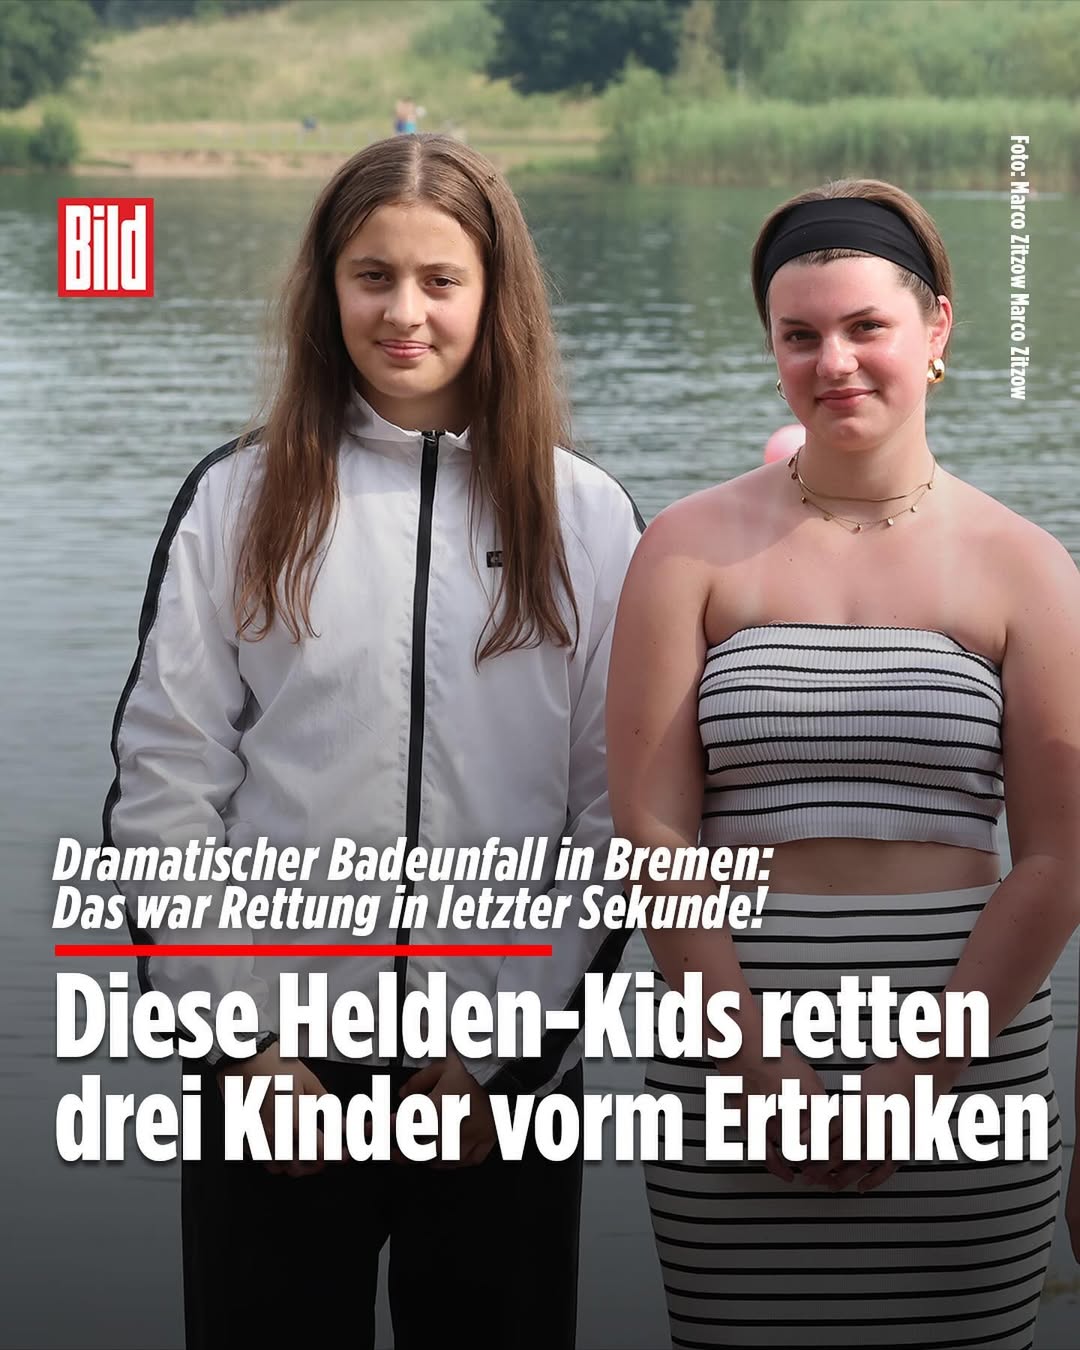 Foto: Marco Zitzow Marco Zitzow
Bild
Dramatischer Badeunfall in Bremen:
Das war Rettung in letzter Sekunde!
Diese Helden-Kids retten
drei Kinder vorm Ertrinken